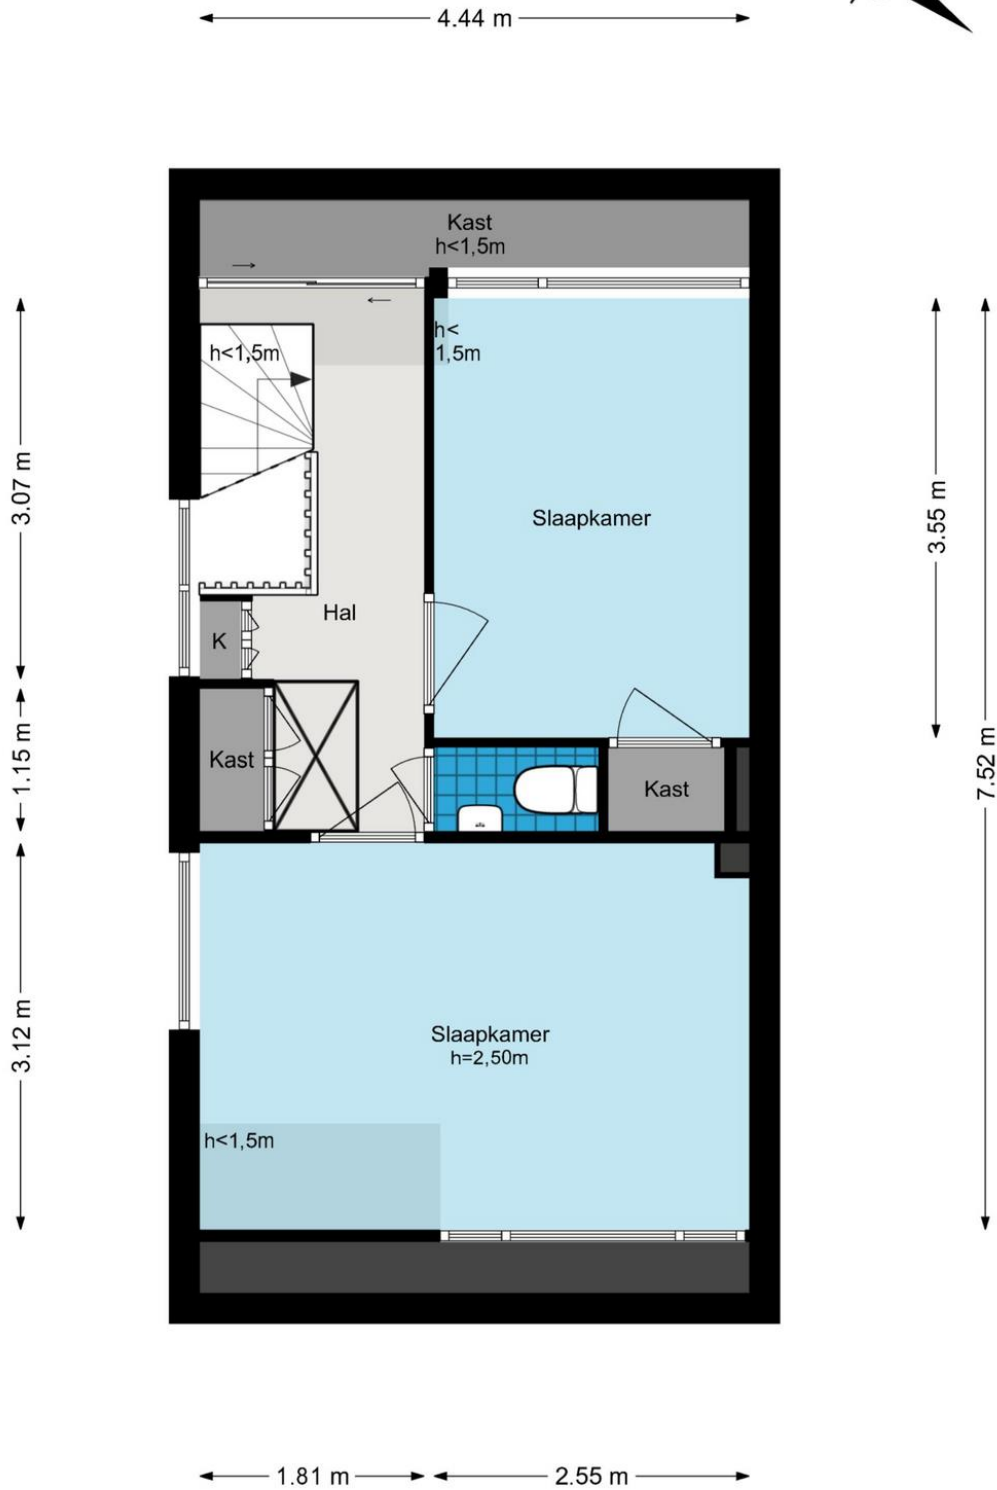 4.44 m
Kast
h<1,5m
h<
1,5m
h<1,5m
3.07 m
3.55 m
Slaapkamer
Hal
K
1.15 m
Kast
Kast
7.52 m
3.12 m
Slaapkamer
h=2,50m
h<1,5m
1.81 m
2.55 m